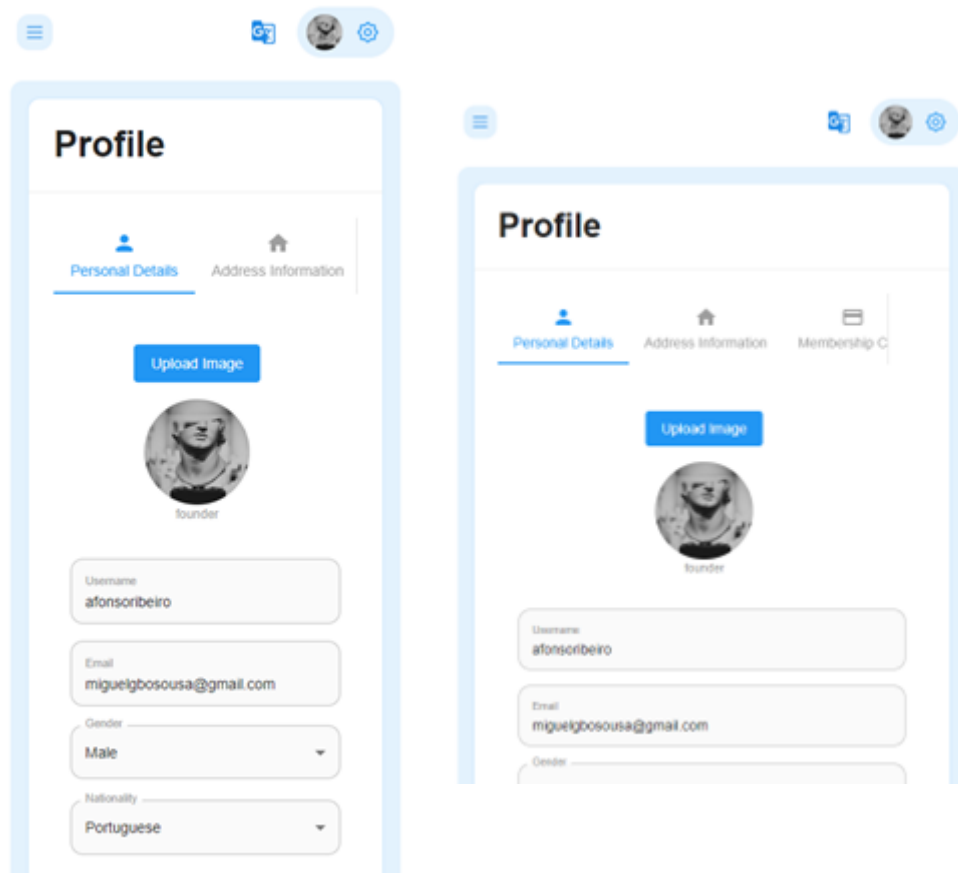 Profile
Personal Details
Address Information
Upload Image
founder
Username
afonsoribeiro
Email
miguelgbosousa@gmail.com
Gender
Male
Nationality
Portuguese
Profile
Personal Details
Address Information
Membership C
Upload Image
founder
Username
afonsoribeiro
Email
miguelgbosousa@gmail.com
Gender